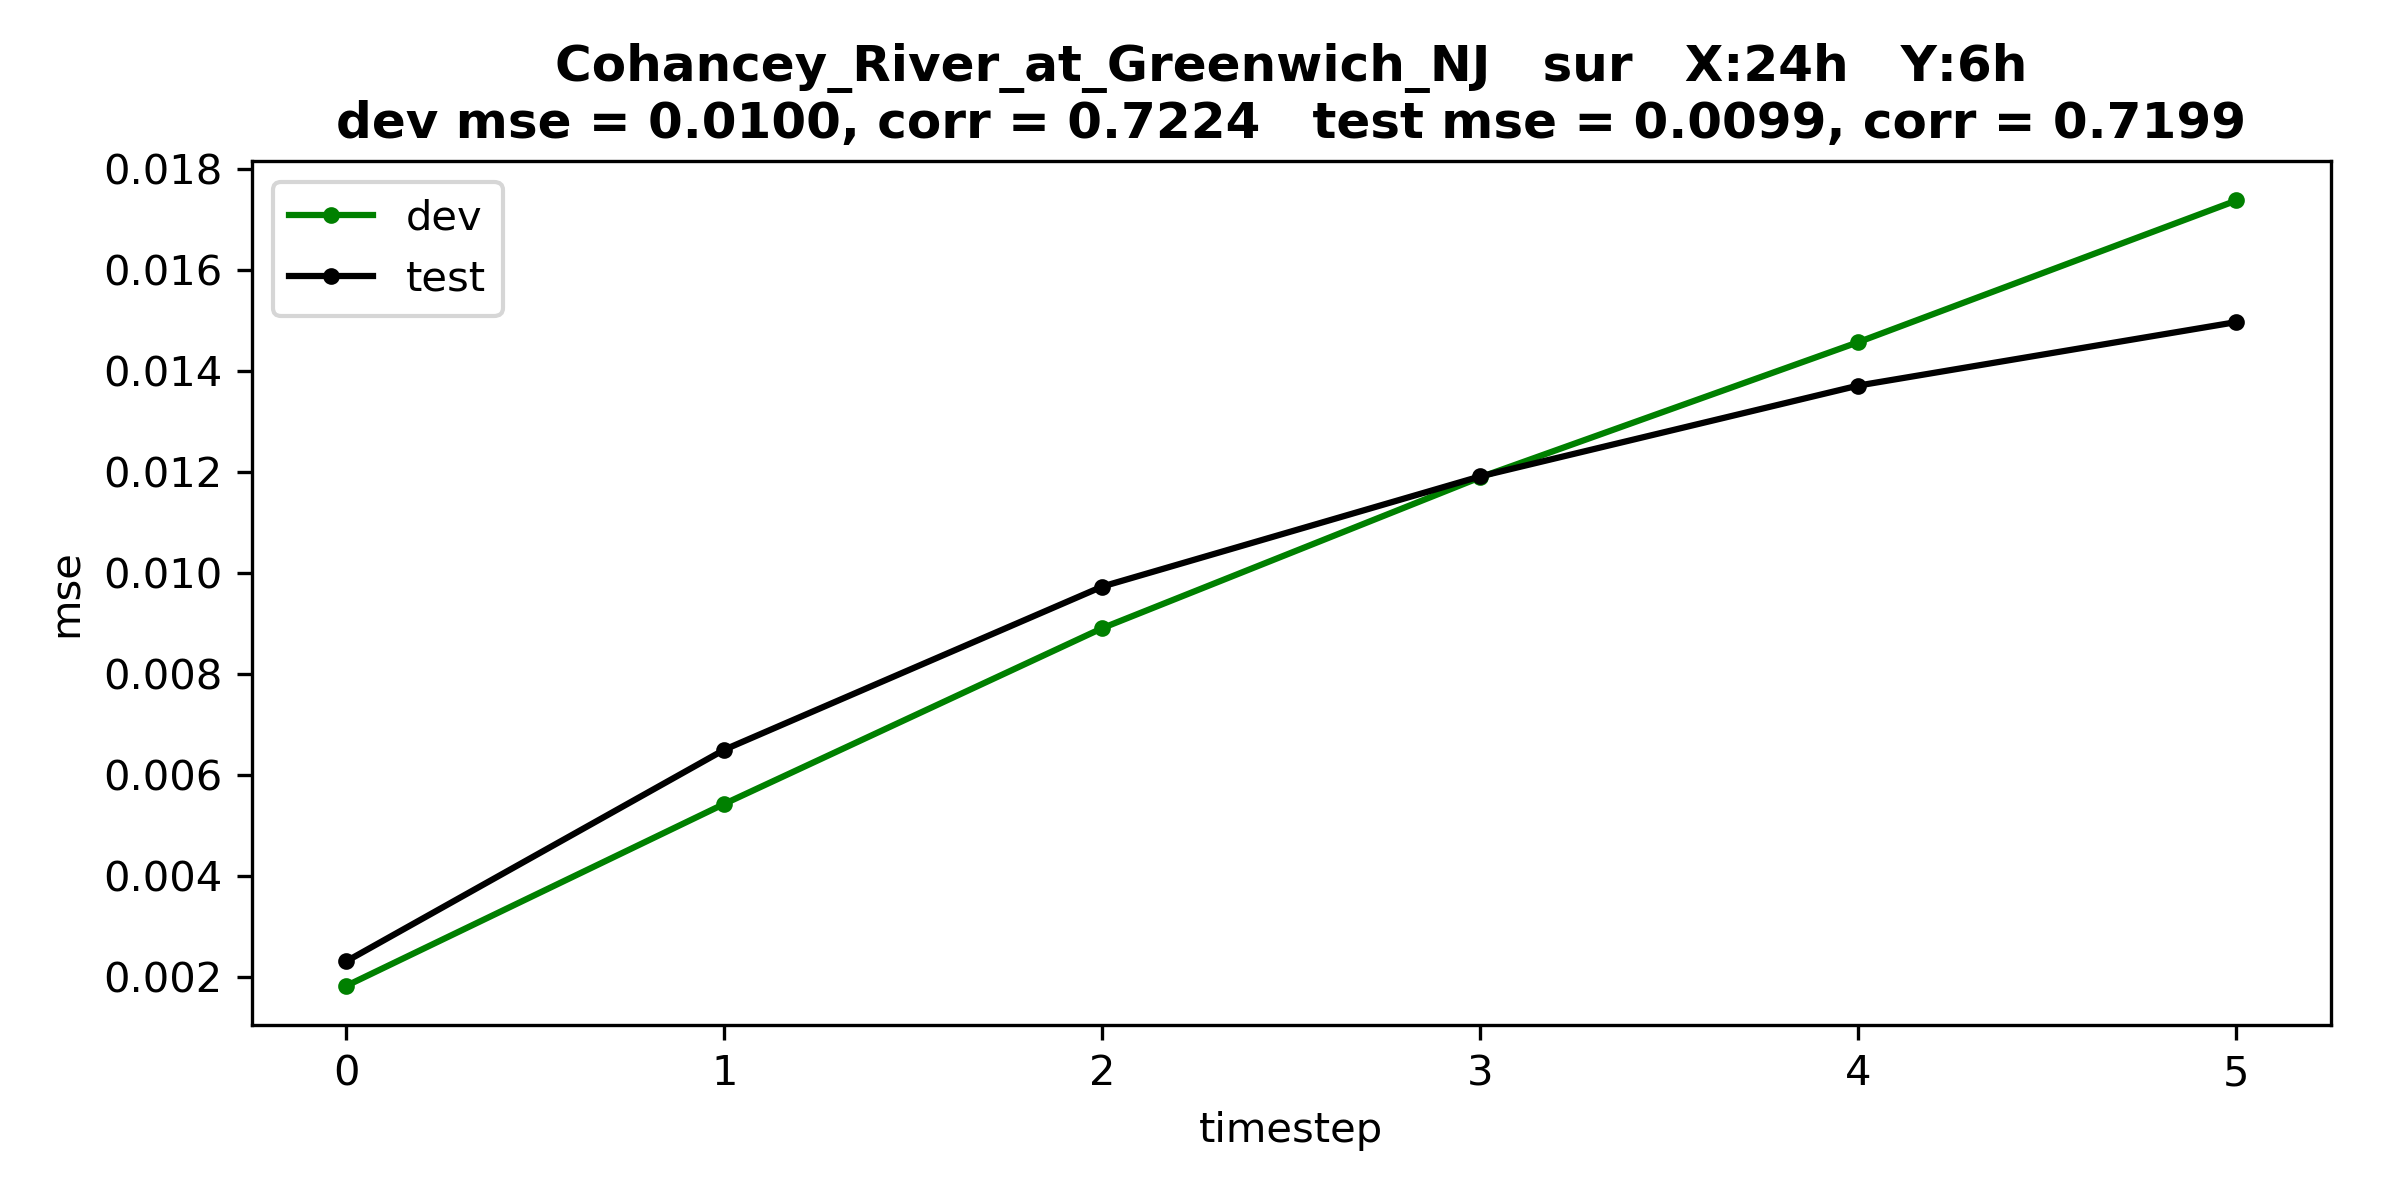 Cohancey_River_at_Greenwich_NJ   sur   X:24h   Y:6h
dev mse = 0.0100, corr = 0.7224   test mse = 0.0099, corr = 0.7199
dev
test
0.018
0.016
0.014
0.012
0.010
0.008
0.006
0.004
0.002
mse
0 1 2 3 4 5
timestep